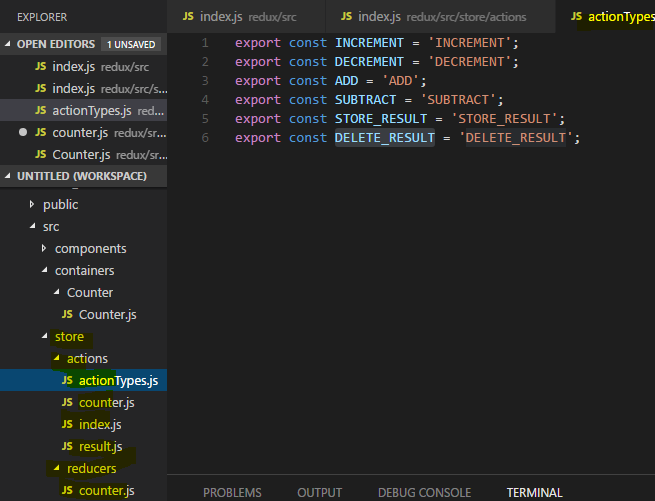 EXPLORER
OPEN EDITORS 1 UNSAVED
JS index.js redux/src
JS index.js redux/src/s...
JS actionTypes.js red...
JS counter.js redux/sr...
JS Counter.js redux/sr...
UNTITLED (WORKSPACE)
public
src
components
containers
Counter
JS Counter.js
store
actions
JS actionTypes.js
JS counter.js
JS index.js
JS result.js
reducers
JS counter.js
JS index.js redux/src
JS index.js redux/src/store/actions
JS actionTypes
1 export const INCREMENT = 'INCREMENT';
2 export const DECREMENT = 'DECREMENT';
3 export const ADD = 'ADD';
4 export const SUBTRACT = 'SUBTRACT';
5 export const STORE_RESULT = 'STORE_RESULT';
6 export const DELETE_RESULT = 'DELETE_RESULT';
PROBLEMS OUTPUT DEBUG CONSOLE TERMINAL